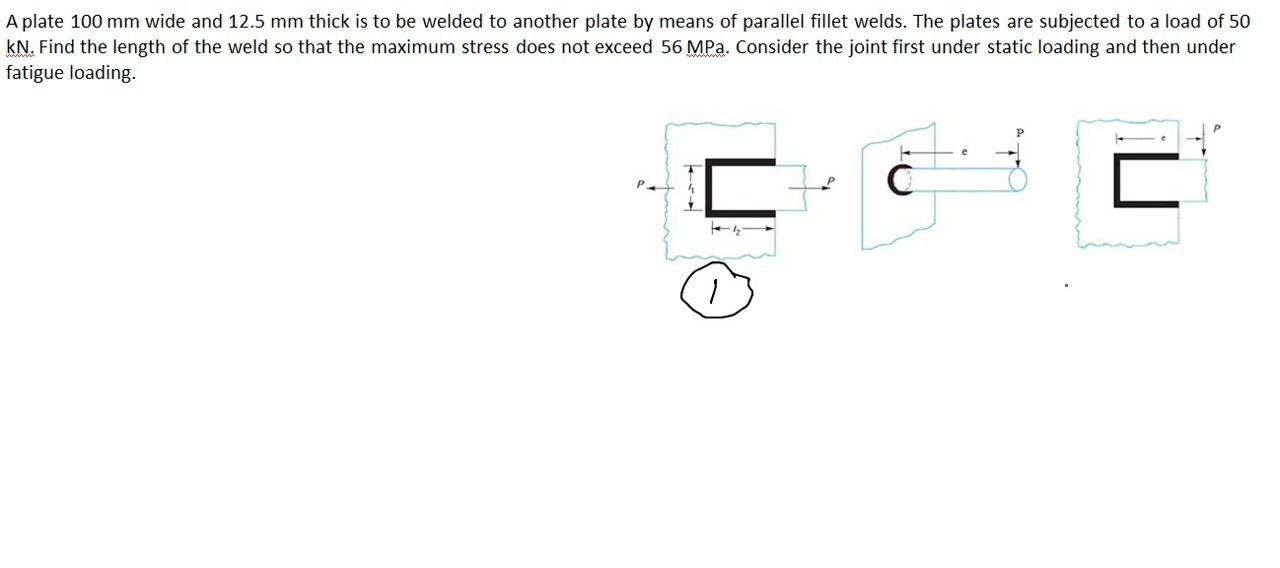 A plate 100 mm wide and 12.5 mm thick is to be welded to another plate by means of parallel fillet welds. The plates are subjected to a load of 50
kN. Find the length of the weld so that the maximum stress does not exceed 56 MPa. Consider the joint first under static loading and then under
fatigue loading.
P P
l₂
e P
e P
1